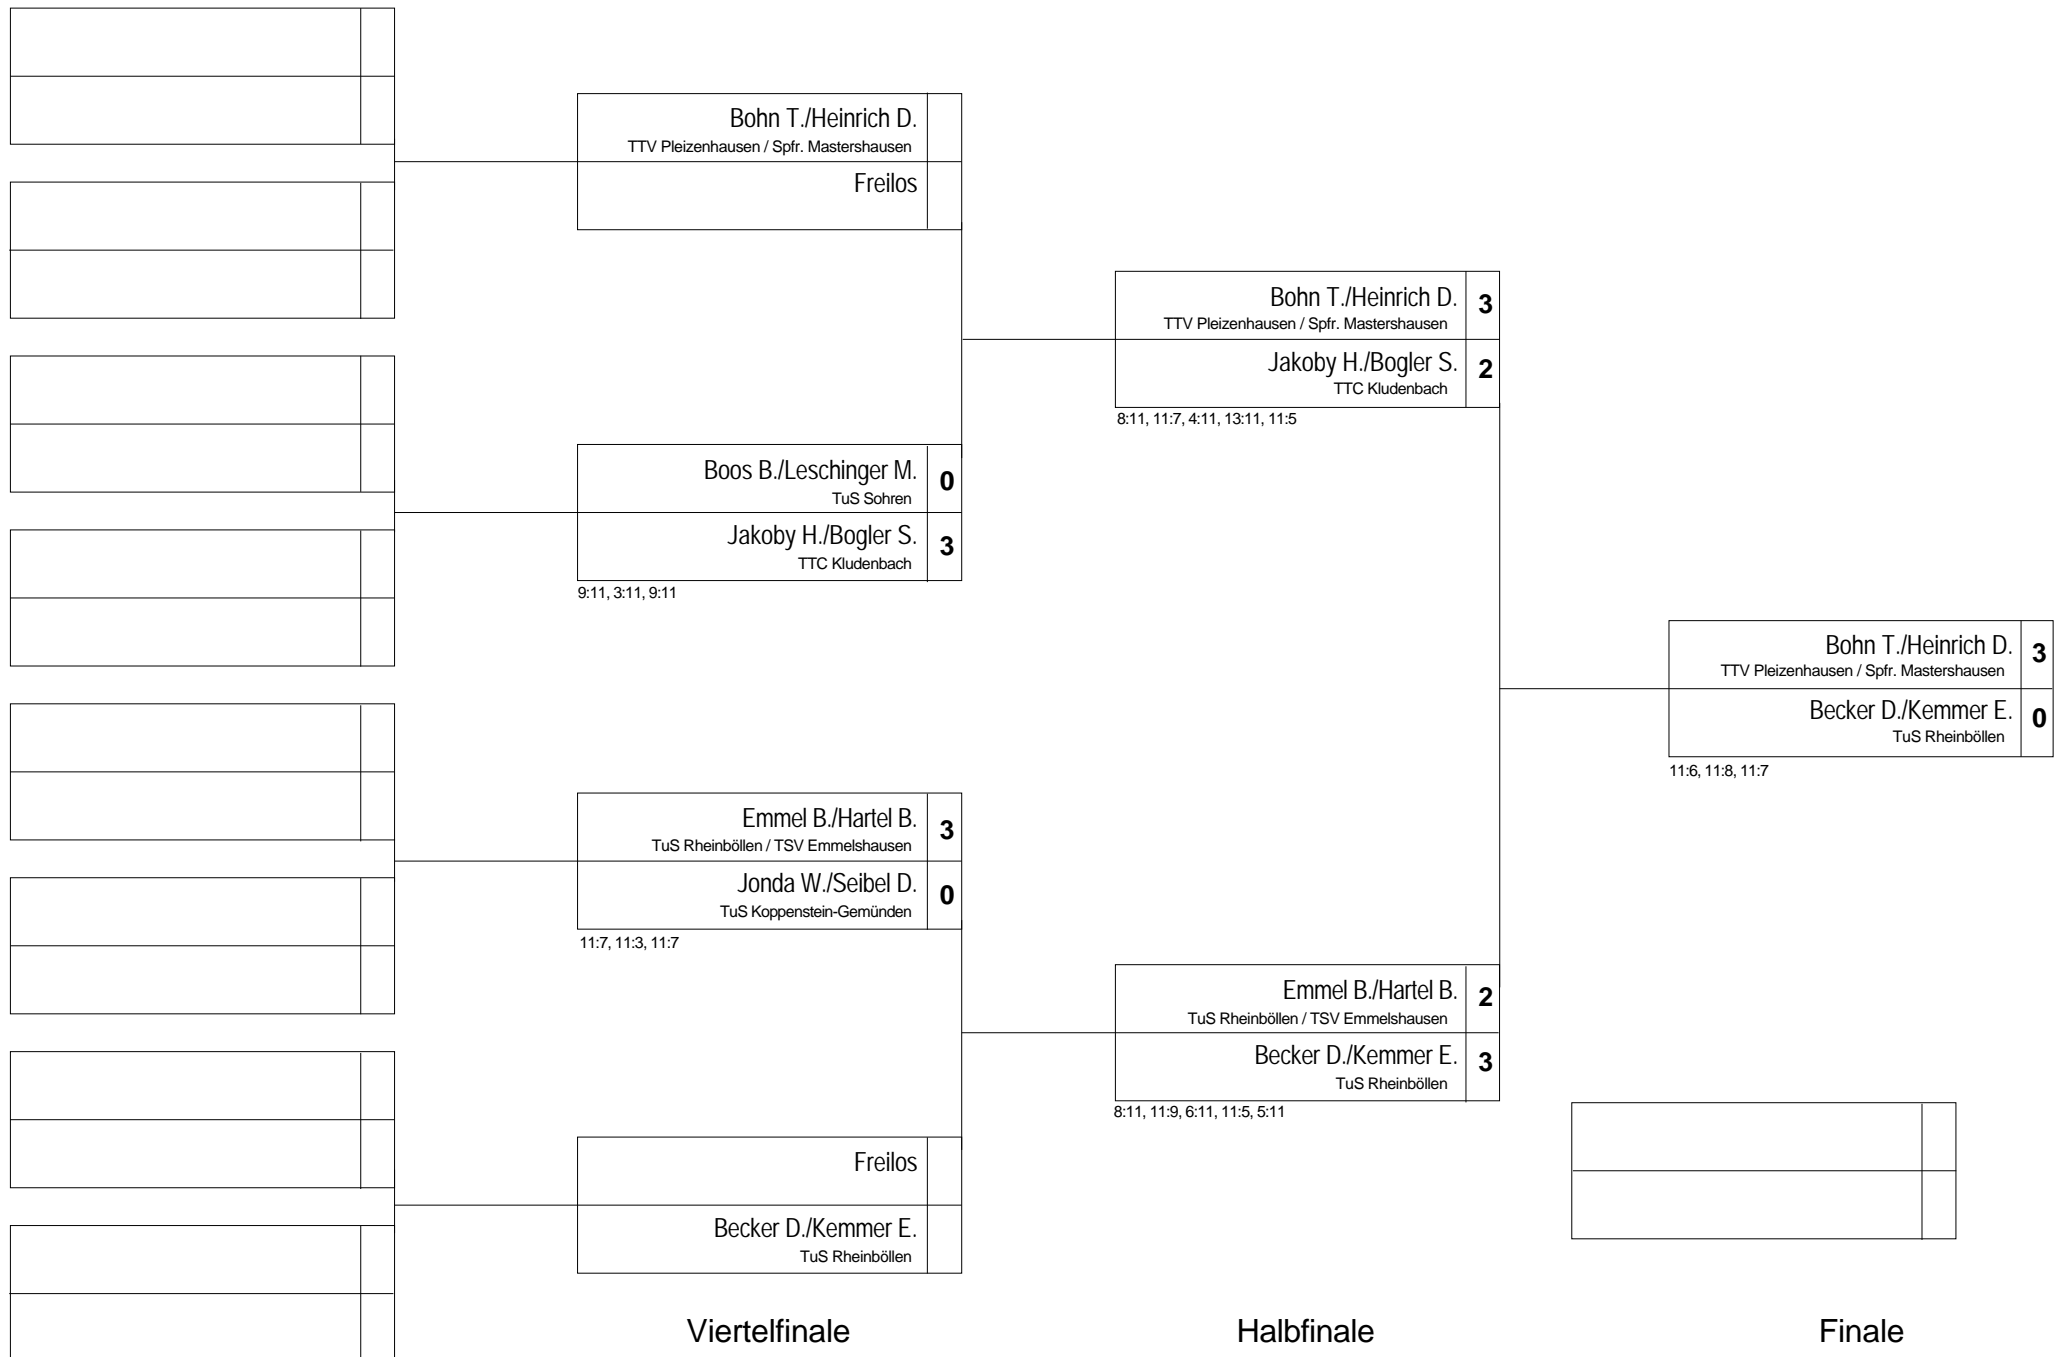 Bohn T./Heinrich D.
TTV Pleizenhausen / Spfr. Mastershausen
Freilos
Boos B./Leschinger M.
0
TuS Sohren
Jakoby H./Bogler S.
3
TTC Kludenbach
9:11, 3:11, 9:11
Emmel B./Hartel B.
3
TuS Rheinböllen / TSV Emmelshausen
Jonda W./Seibel D.
0
TuS Koppenstein-Gemünden
11:7, 11:3, 11:7
Freilos
Becker D./Kemmer E.
TuS Rheinböllen
Viertelfinale
Bohn T./Heinrich D.
3
TTV Pleizenhausen / Spfr. Mastershausen
Jakoby H./Bogler S.
2
TTC Kludenbach
8:11, 11:7, 4:11, 13:11, 11:5
Emmel B./Hartel B.
2
TuS Rheinböllen / TSV Emmelshausen
Becker D./Kemmer E.
3
TuS Rheinböllen
8:11, 11:9, 6:11, 11:5, 5:11
Halbfinale
Bohn T./Heinrich D.
3
TTV Pleizenhausen / Spfr. Mastershausen
Becker D./Kemmer E.
0
TuS Rheinböllen
11:6, 11:8, 11:7
Finale